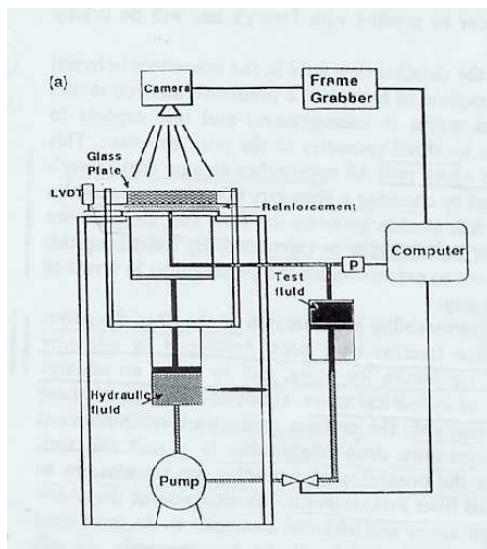 (a)
Camera
Frame
Grabber
Glass
Plate
LVDT
Reinforcement
Computer
P
Test
fluid
Hydraulic
fluid
Pump